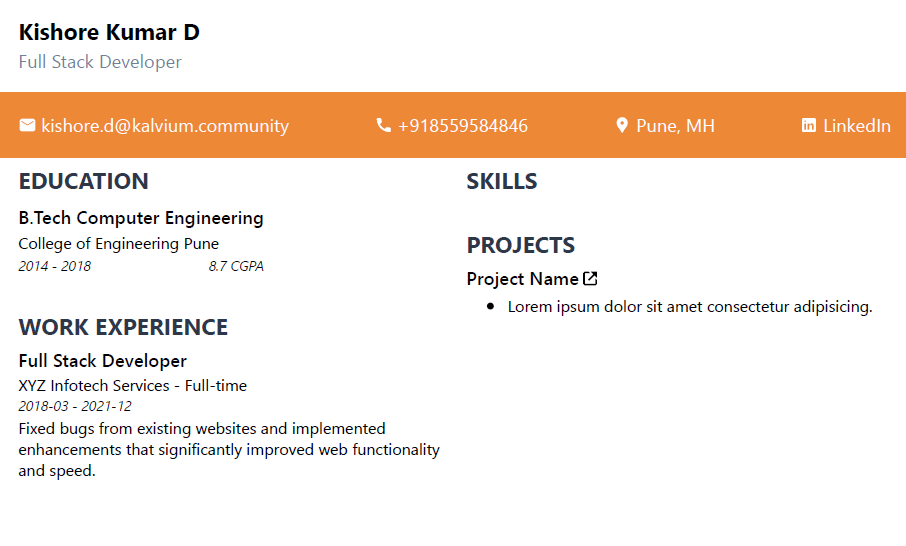 Kishore Kumar D
Full Stack Developer
kishore.d@kalvium.community +918559584846 Pune, MH LinkedIn
EDUCATION
B.Tech Computer Engineering
College of Engineering Pune
2014 - 2018 8.7 CGPA
WORK EXPERIENCE
Full Stack Developer
XYZ Infotech Services - Full-time
2018-03 - 2021-12
Fixed bugs from existing websites and implemented
enhancements that significantly improved web functionality
and speed.
SKILLS
PROJECTS
Project Name
• Lorem ipsum dolor sit amet consectetur adipisicing.